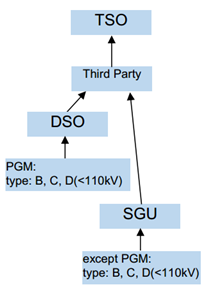 TSO
Third Party
DSO
PGM:
type: B, C, D(<110kV)
SGU
except PGM:
type: B, C, D(<110kV)